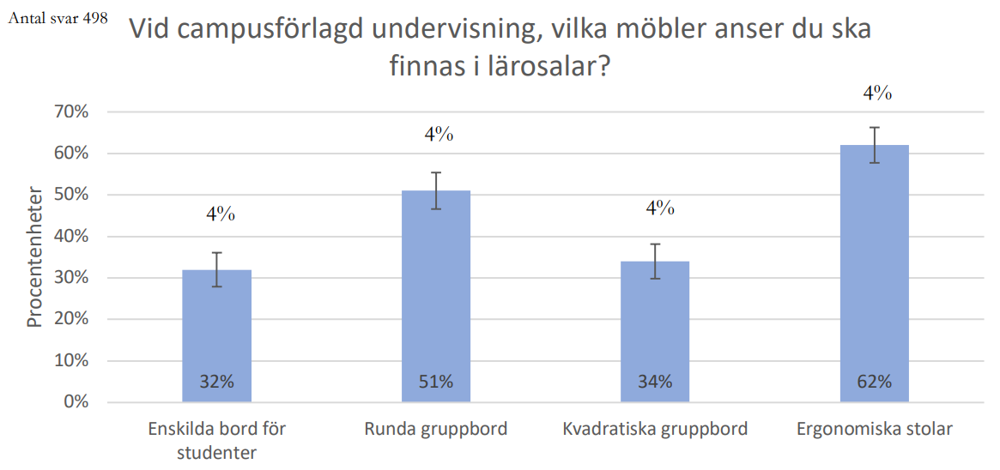 Antal svar 498
Vid campusförlagd undervisning, vilka möbler anser du ska
finnas i lärosalar?
Procentenheter
70%
60%
50%
40%
30%
20%
10%
0%
4%
4%
4%
4%
32%
51%
34%
62%
Enskilda bord för
studenter
Runda gruppbord
Kvadratiska gruppbord
Ergonomiska stolar